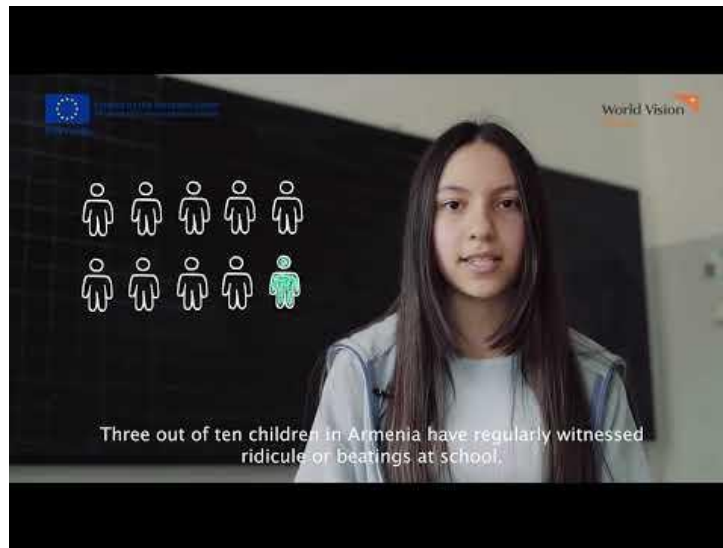 World Vision
Three out of ten children in Armenia have regularly witnessed
ridicule or beatings at school.